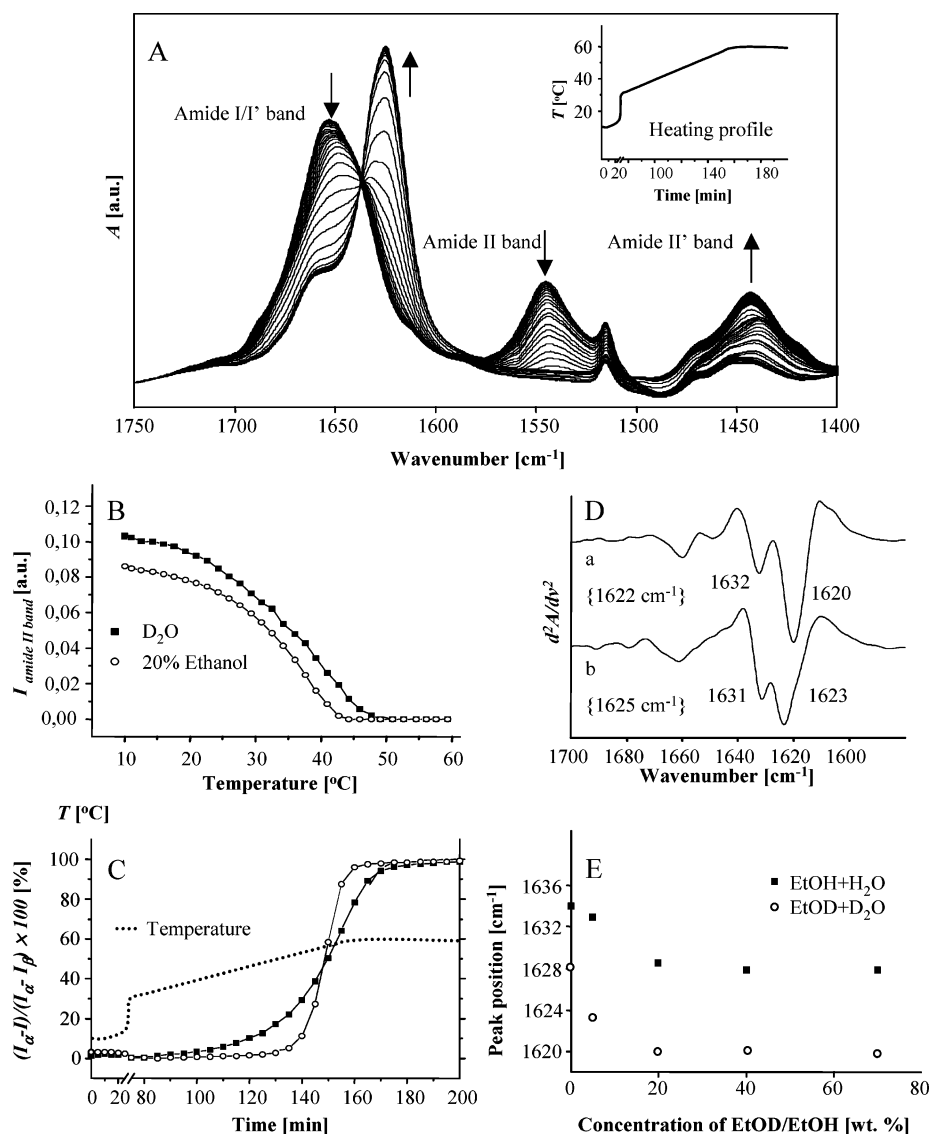 A
Amide I/I' band
Amide II band
Amide II' band
A [a.u.]
1750 1700 1650 1600 1550 1500 1450 1400
Wavenumber [cm-1]
T [oC]
60
40
20
Heating profile
0 20 60 100 140 180
Time [min]
B
I amide II band [a.u.]
0,12
0,10
0,08
0,06
0,04
0,02
0,00
D2O
20% Ethanol
10 20 30 40 50 60
Temperature [oC]
D
d2A/dν2
a
{1622 cm-1}
1632
1620
b
{1625 cm-1}
1631
1623
1700 1660 1640 1620 1600
Wavenumber [cm-1]
T [oC]
C
(Iα-I)/(Iα- Iβ) × 100 [%]
100
80
60
40
20
0
Temperature
0 20 80 100 120 140 160 180 200
Time [min]
E
Peak position [cm-1]
1636
1632
1628
1624
1620
EtOH+H2O
EtOD+D2O
0 20 40 60 80
Concentration of EtOD/EtOH [wt. %]